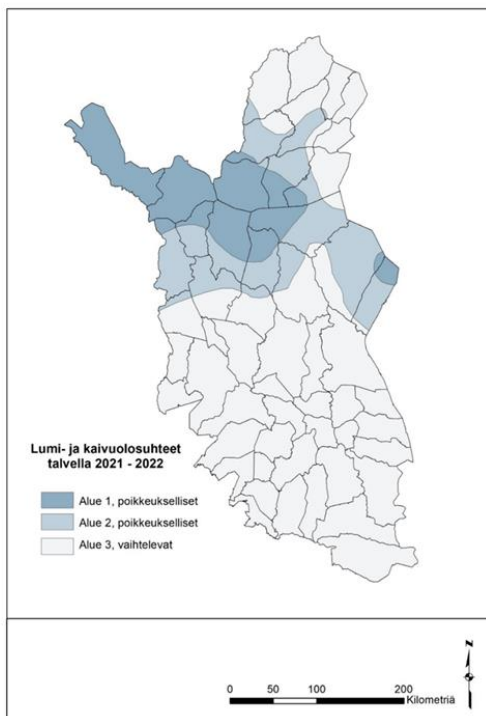 Lumi- ja kaivuolosuhteet
talvella 2021 - 2022
Alue 1, poikkeukselliset
Alue 2, poikkeukselliset
Alue 3, vaihtelevat
N
0 50 100 200
Kilometriä